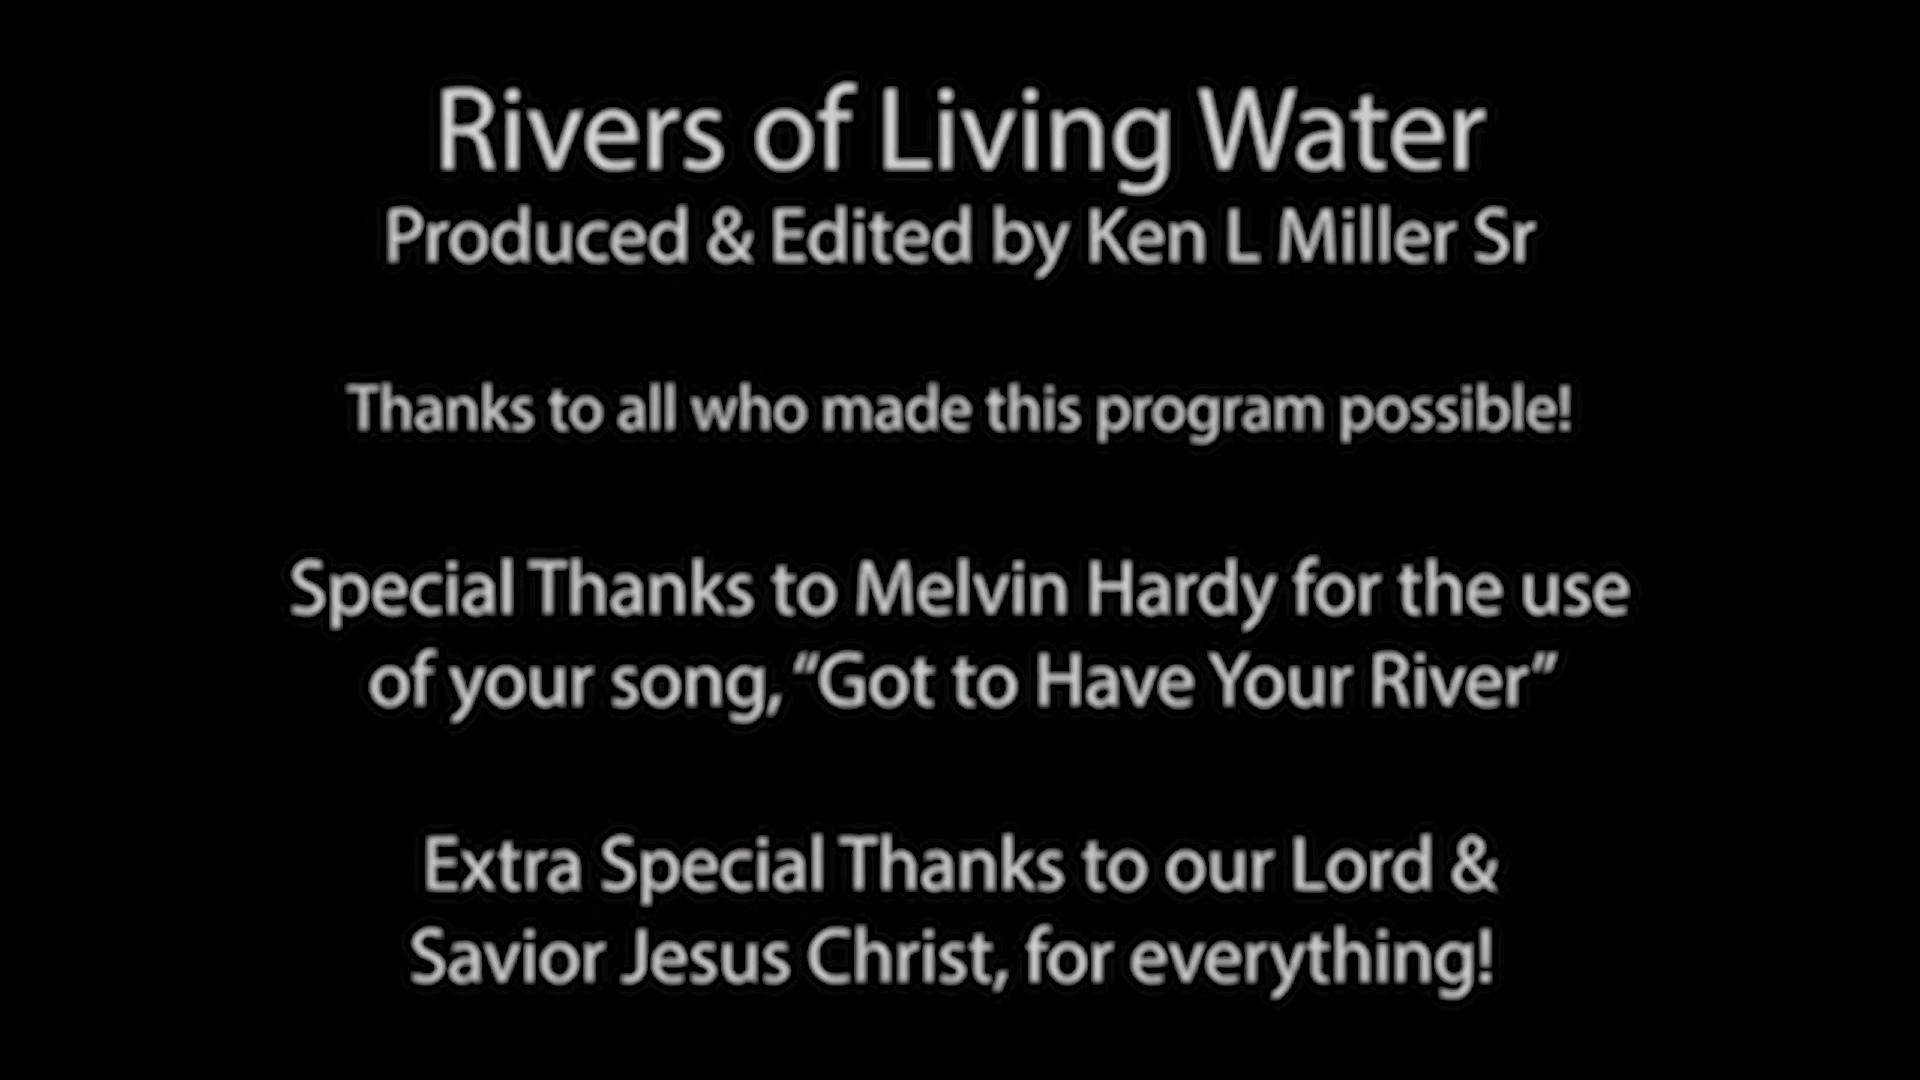 Rivers of Living Water
Produced & Edited by Ken L Miller Sr
Thanks to all who made this program possible!
Special Thanks to Melvin Hardy for the use
of your song, “Got to Have Your River”
Extra Special Thanks to our Lord &
Savior Jesus Christ, for everything!